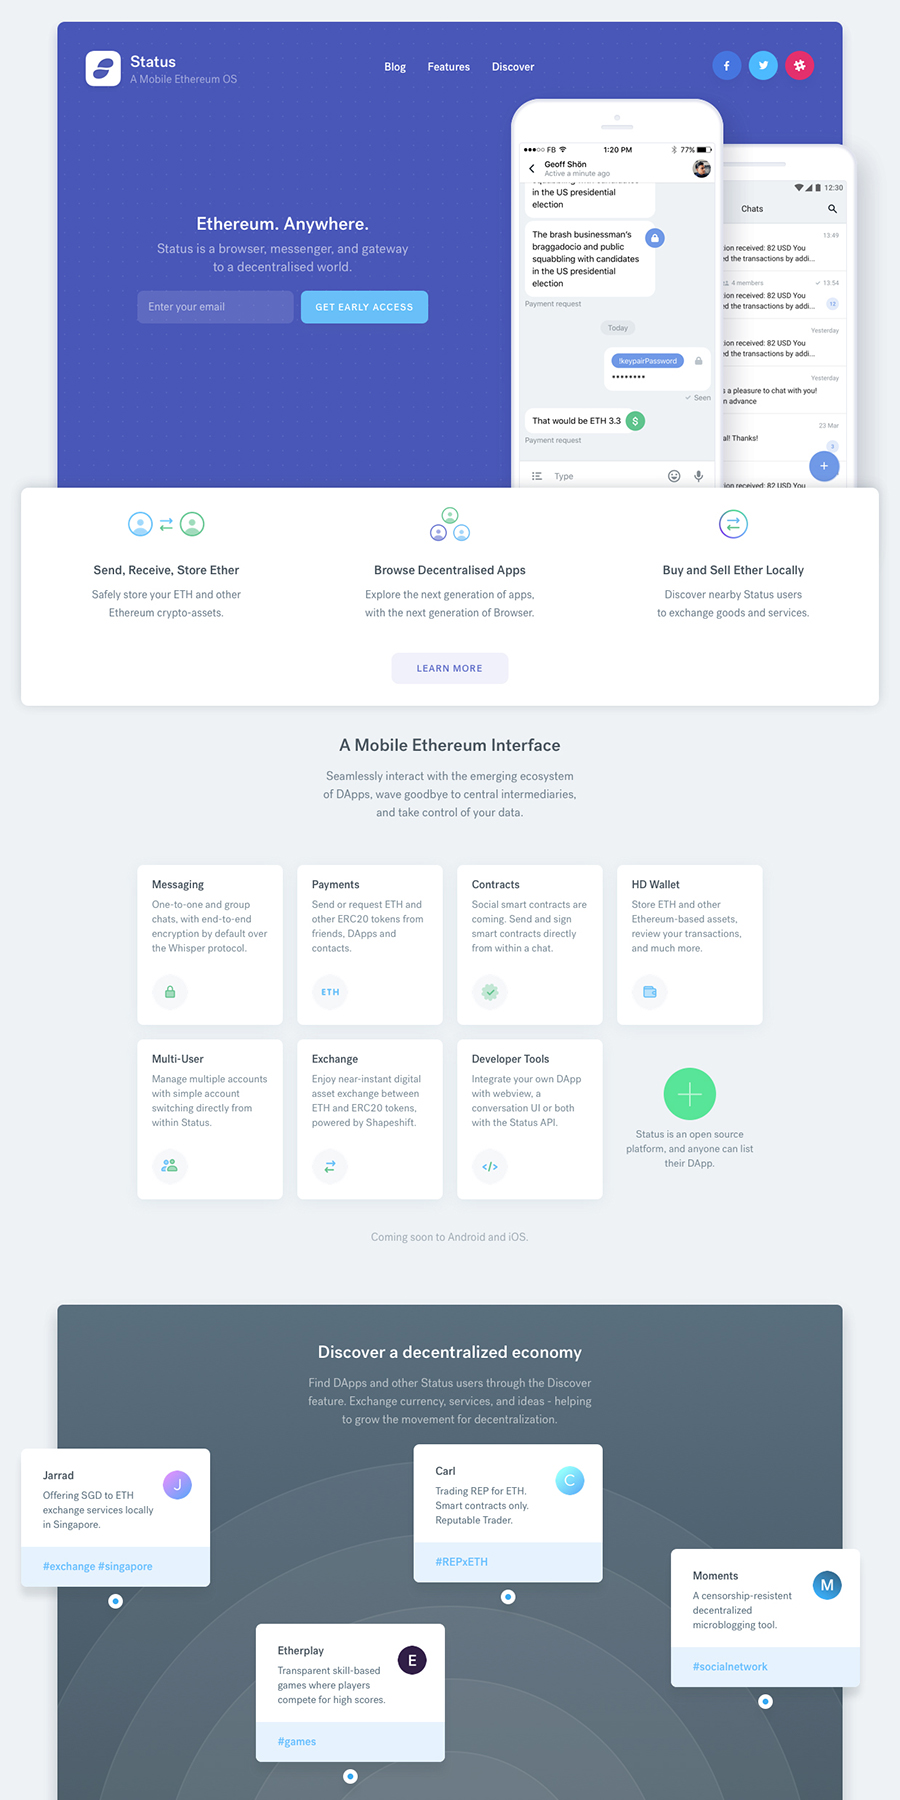 Status
A Mobile Ethereum OS
Blog
Features
Discover
Ethereum. Anywhere.
Status is a browser, messenger, and gateway
to a decentralised world.
Enter your email
GET EARLY ACCESS
FB
1:20 PM
77%
Geoff Shön
Active a minute ago
squabbling with candidates
in the US presidential
election
The brash businessman's
braggadocio and public
squabbling with candidates
in the US presidential
election
Payment request
Today
!keypairPassword
••••••••
Seen
That would be ETH 3.3
$
Payment request
Type
12:30
Chats
13:49
tion received: 82 USD You
d the transactions by addi...
4 members
13:54
tion received: 82 USD You
d the transactions by addi...
12
Yesterday
tion received: 82 USD You
d the transactions by addi...
Yesterday
s a pleasure to chat with you!
n advance
23 Mar
al! Thanks!
3
+
tion received: 82 USD You
Send, Receive, Store Ether
Safely store your ETH and other
Ethereum crypto-assets.
Browse Decentralised Apps
Explore the next generation of apps,
with the next generation of Browser.
Buy and Sell Ether Locally
Discover nearby Status users
to exchange goods and services.
LEARN MORE
A Mobile Ethereum Interface
Seamlessly interact with the emerging ecosystem
of DApps, wave goodbye to central intermediaries,
and take control of your data.
Messaging
One-to-one and group
chats, with end-to-end
encryption by default over
the Whisper protocol.
Payments
Send or request ETH and
other ERC20 tokens from
friends, DApps and
contacts.
ETH
Contracts
Social smart contracts are
coming. Send and sign
smart contracts directly
from within a chat.
HD Wallet
Store ETH and other
Ethereum-based assets,
review your transactions,
and much more.
Multi-User
Manage multiple accounts
with simple account
switching directly from
within Status.
Exchange
Enjoy near-instant digital
asset exchange between
ETH and ERC20 tokens,
powered by Shapeshift.
Developer Tools
Integrate your own DApp
with webview, a
conversation UI or both
with the Status API.
</>
Status is an open source
platform, and anyone can list
their DApp.
Coming soon to Android and iOS.
Discover a decentralized economy
Find DApps and other Status users through the Discover
feature. Exchange currency, services, and ideas - helping
to grow the movement for decentralization.
Jarrad
J
Offering SGD to ETH
exchange services locally
in Singapore.
#exchange #singapore
Carl
C
Trading REP for ETH.
Smart contracts only.
Reputable Trader.
#REPxETH
Moments
M
A censorship-resistent
decentralized
microblogging tool.
#socialnetwork
Etherplay
E
Transparent skill-based
games where players
compete for high scores.
#games